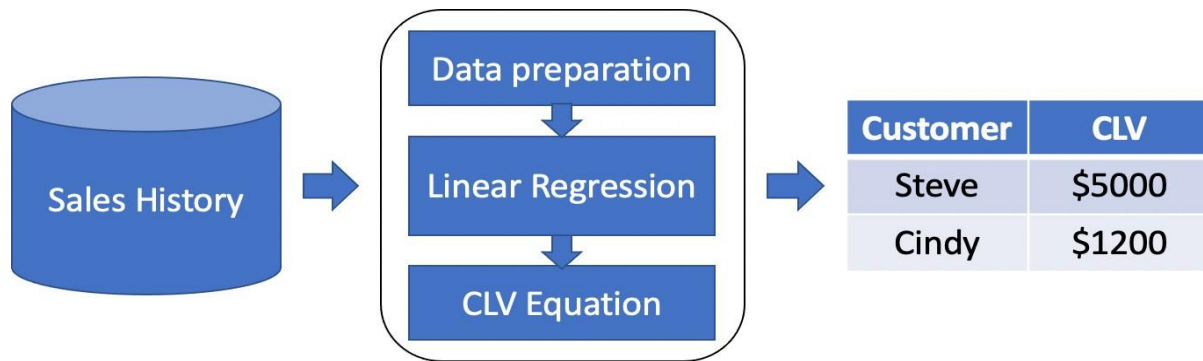 Sales History
Data preparation
Linear Regression
CLV Equation
Customer CLV
Steve $5000
Cindy $1200